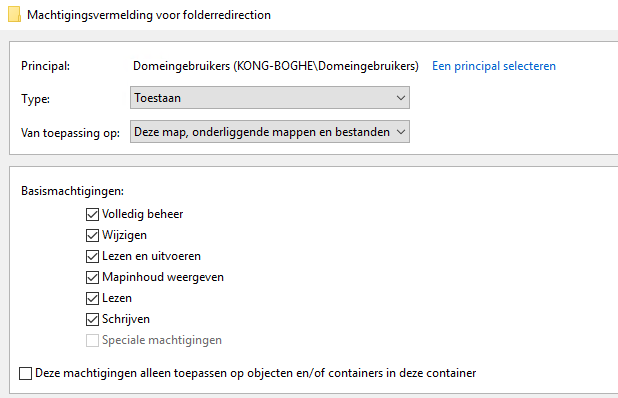 Machtigingsvermelding voor folderredirection
Principal: Domeingebruikers (KONG-BOGHE\Domeingebruikers) Een principal selecteren
Type: Toestaan
Van toepassing op: Deze map, onderliggende mappen en bestanden
Basismachtigingen:
Volledig beheer
Wijzigen
Lezen en uitvoeren
Mapinhoud weergeven
Lezen
Schrijven
Speciale machtigingen
Deze machtigingen alleen toepassen op objecten en/of containers in deze container